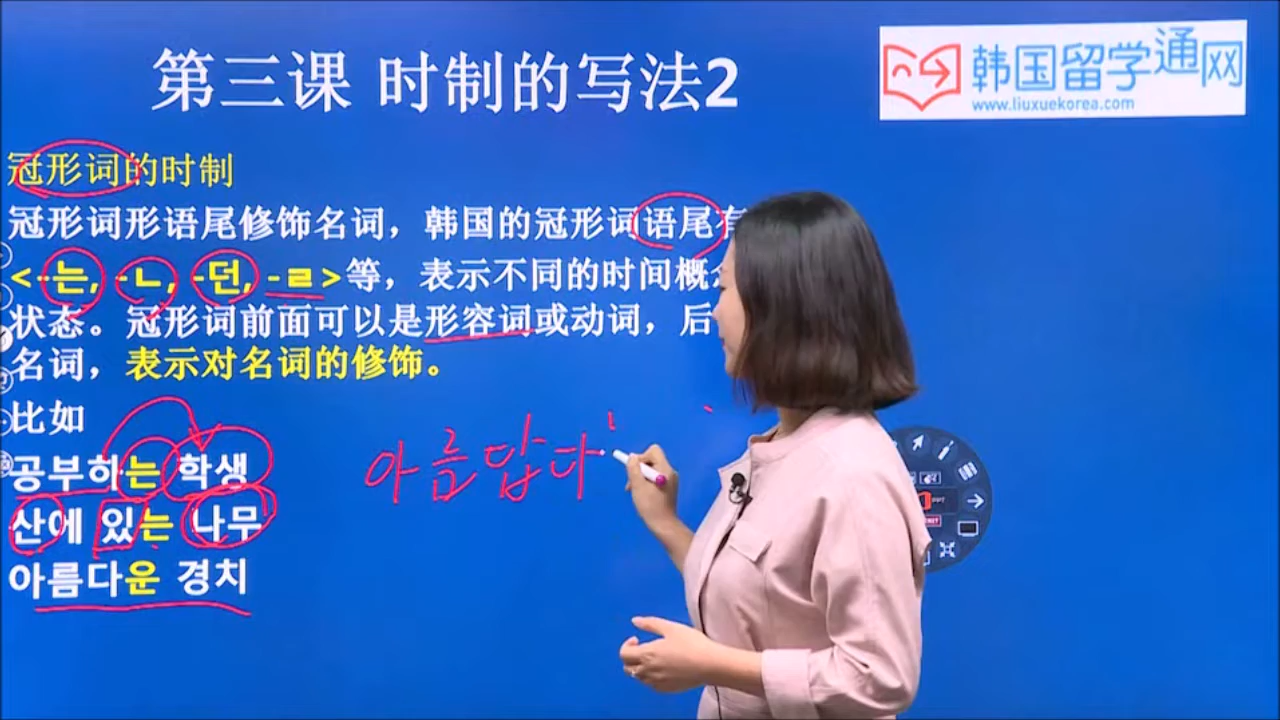 第三课 时制的写法2
韩国留学通网
www.liuxuekorea.com
冠形词的时制
冠形词形语尾修饰名词，韩国的冠形词语尾有
<-는, -ㄴ, -던, -ㄹ>等，表示不同的时间概念
状态。冠形词前面可以是形容词或动词，后
名词，表示对名词的修饰。
比如
공부하는 학생
산에 있는 나무
아름다운 경치
아름답다